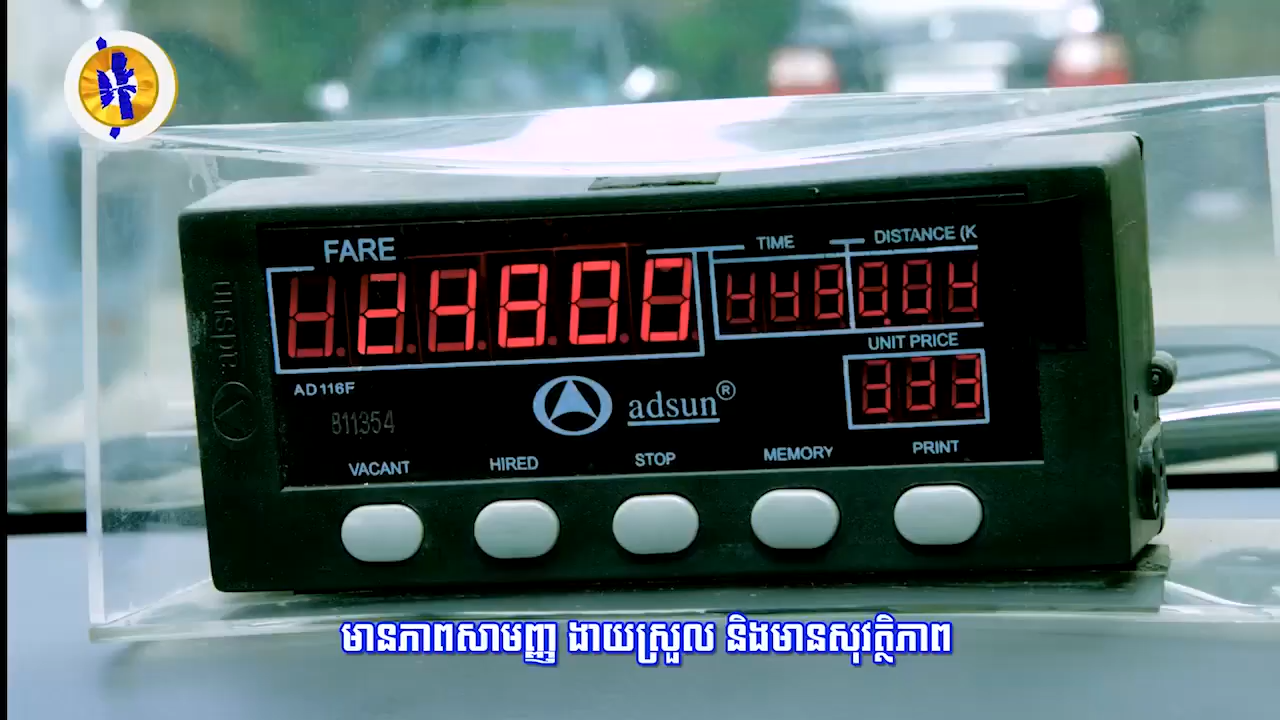 FARE
TIME
DISTANCE (K
adsun
UNIT PRICE
AD116F
adsun®
811354
VACANT
HIRED
STOP
MEMORY
PRINT
មានភាពសាមញ្ញ ងាយស្រួល និងមានសុវត្ថិភាព